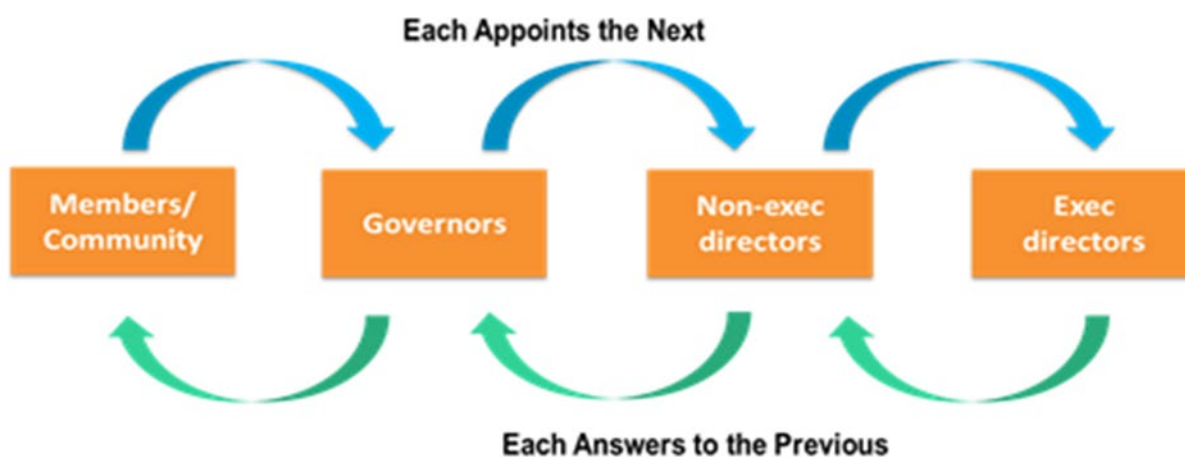 Each Appoints the Next
Members/
Community
Governors
Non-exec
directors
Exec
directors
Each Answers to the Previous